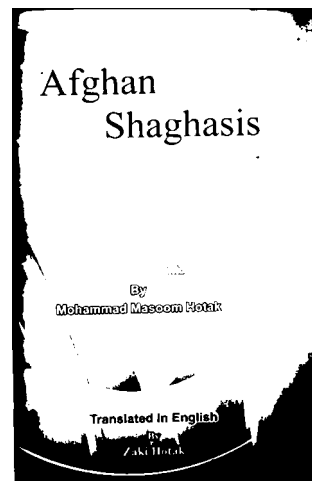 Afghan
Shaghasis
By
Mohammad Masoom Hotak
Translated in English
By
Zaki Hotak